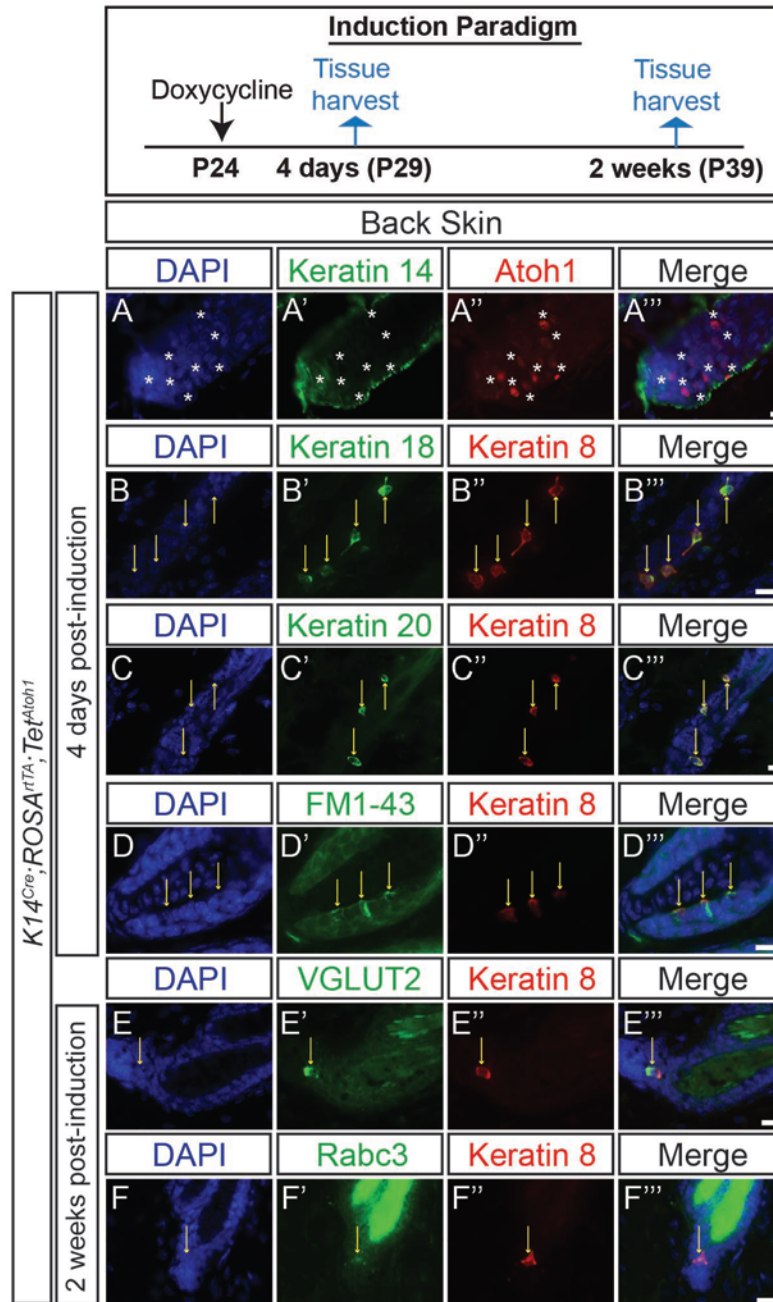 Induction Paradigm
Tissue harvest
Tissue harvest
Doxycycline
P24 4 days (P29) 2 weeks (P39)
Back Skin
DAPI Keratin 14 Atoh1 Merge
A A' A'' A'''
* * * * * * * *
* * * * * * * *
* * * * * * * *
* * * * * * * *
DAPI Keratin 18 Keratin 8 Merge
B B' B'' B'''
DAPI Keratin 20 Keratin 8 Merge
C C' C'' C'''
DAPI FM1-43 Keratin 8 Merge
D D' D'' D'''
DAPI VGLUT2 Keratin 8 Merge
E E' E'' E'''
DAPI Rabc3 Keratin 8 Merge
F F' F'' F'''
K14Cre;ROSArtTA;TetAtoh1
4 days post-induction
2 weeks post-induction